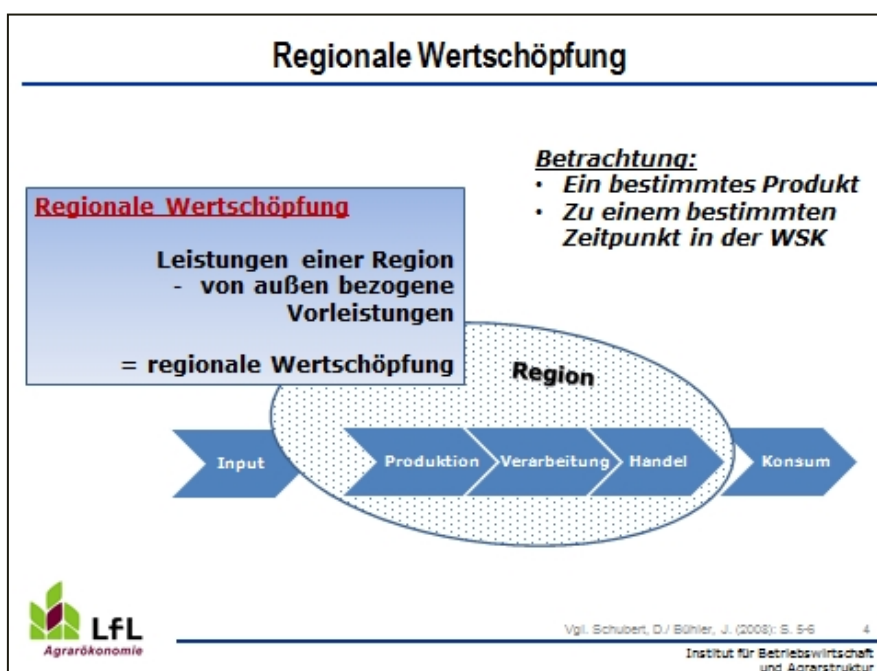 Regionale Wertschöpfung
Betrachtung:
• Ein bestimmtes Produkt
• Zu einem bestimmten
Zeitpunkt in der WSK
Regionale Wertschöpfung
Leistungen einer Region
- von außen bezogene
Vorleistungen
= regionale Wertschöpfung
Region
Input
Produktion
Verarbeitung
Handel
Konsum
LfL
Agrarökonomie
Vgl. Schubert, D./ Bühler, J. (2008): S. 5-6
4
Institut für Betriebswirtschaft
und Agrarstruktur